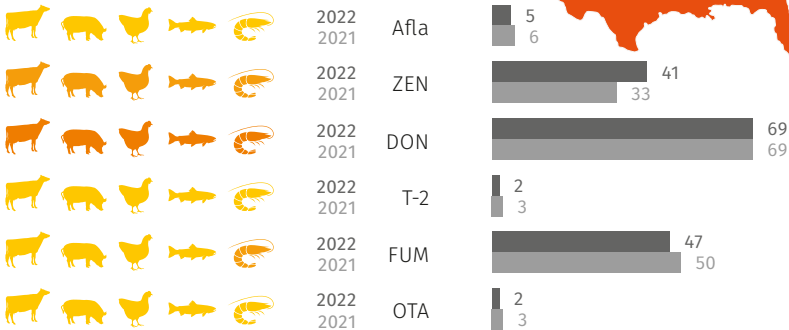 2022 Afla 5
2021 6
2022 ZEN 41
2021 33
2022 DON 69
2021 69
2022 T-2 2
2021 3
2022 FUM 47
2021 50
2022 OTA 2
2021 3